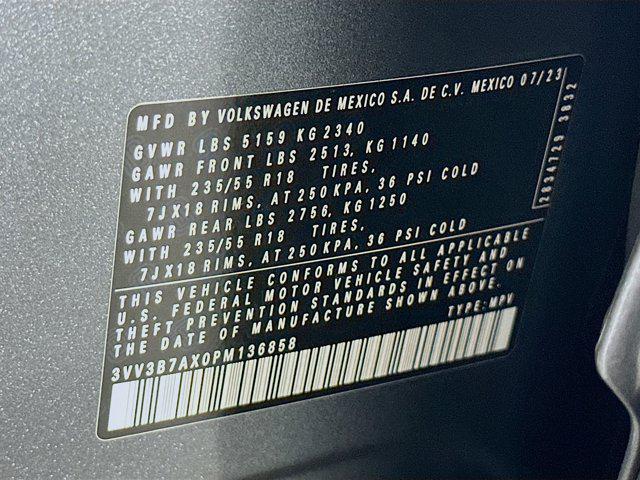 MFD BY VOLKSWAGEN DE MEXICO S.A. DE C.V. MEXICO 07/23
GVWR LBS 5159 KG 2340
GAWR FRONT LBS 2513, KG 1140
WITH 235/55 R18 TIRES,
7JX18 RIMS, AT 250 KPA, 36 PSI COLD
GAWR REAR LBS 2756, KG 1250
WITH 235/55 R18 TIRES,
7JX18 RIMS, AT 250 KPA, 36 PSI COLD
THIS VEHICLE CONFORMS TO ALL APPLICABLE
U.S. FEDERAL MOTOR VEHICLE SAFETY AND
THEFT PREVENTION STANDARDS IN EFFECT ON
THE DATE OF MANUFACTURE SHOWN ABOVE.
3VV3B7AX0PM136858 TYPE: MPV
2034729 3032